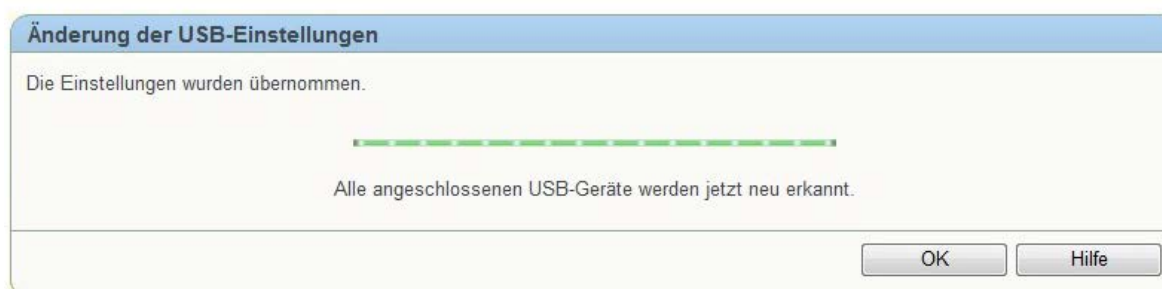 Änderung der USB-Einstellungen
Die Einstellungen wurden übernommen.
Alle angeschlossenen USB-Geräte werden jetzt neu erkannt.
OK Hilfe